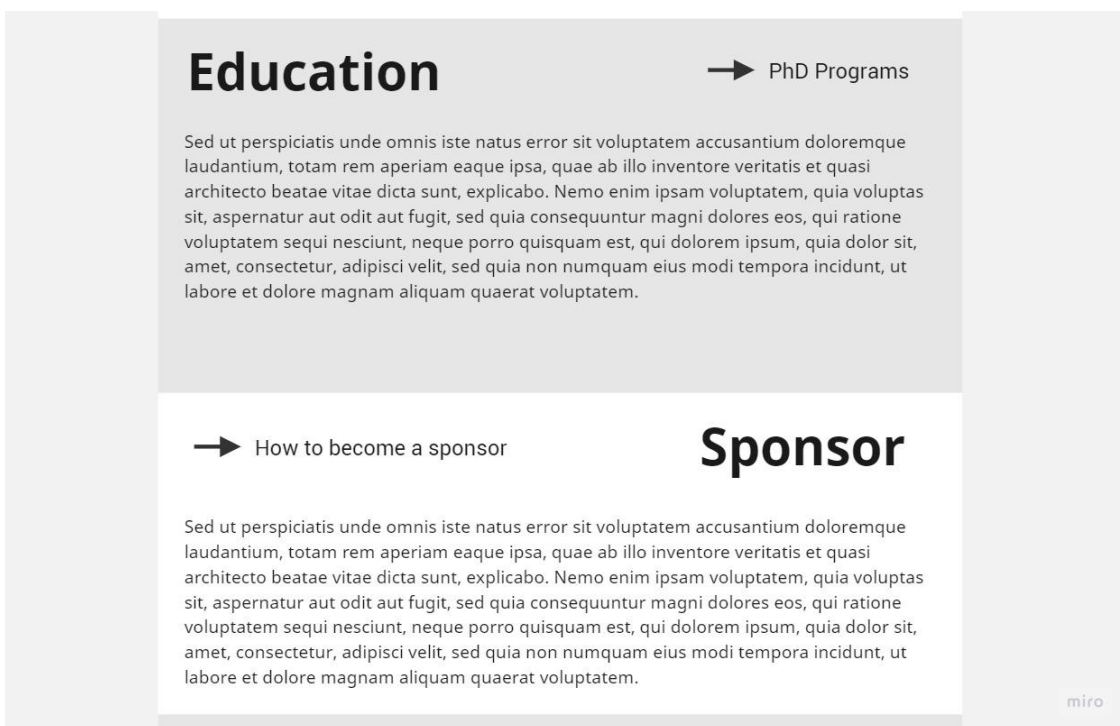 Education
PhD Programs
Sed ut perspiciatis unde omnis iste natus error sit voluptatem accusantium doloremque
laudantium, totam rem aperiam eaque ipsa, quae ab illo inventore veritatis et quasi
architecto beatae vitae dicta sunt, explicabo. Nemo enim ipsam voluptatem, quia voluptas
sit, aspernatur aut odit aut fugit, sed quia consequuntur magni dolores eos, qui ratione
voluptatem sequi nesciunt, neque porro quisquam est, qui dolorem ipsum, quia dolor sit,
amet, consectetur, adipisci velit, sed quia non numquam eius modi tempora incidunt, ut
labore et dolore magnam aliquam quaerat voluptatem.
How to become a sponsor
Sponsor
Sed ut perspiciatis unde omnis iste natus error sit voluptatem accusantium doloremque
laudantium, totam rem aperiam eaque ipsa, quae ab illo inventore veritatis et quasi
architecto beatae vitae dicta sunt, explicabo. Nemo enim ipsam voluptatem, quia voluptas
sit, aspernatur aut odit aut fugit, sed quia consequuntur magni dolores eos, qui ratione
voluptatem sequi nesciunt, neque porro quisquam est, qui dolorem ipsum, quia dolor sit,
amet, consectetur, adipisci velit, sed quia non numquam eius modi tempora incidunt, ut
labore et dolore magnam aliquam quaerat voluptatem.
miro